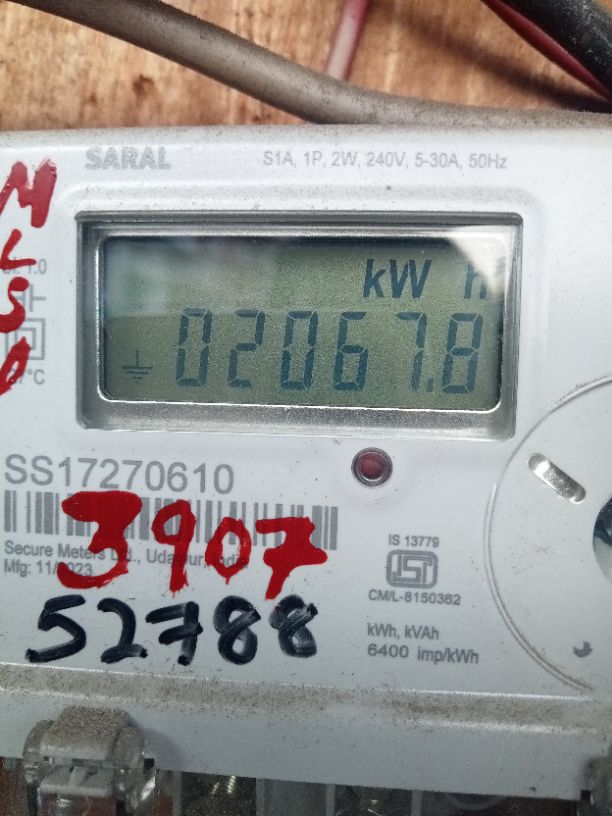 SARAL S1A, 1P, 2W, 240V, 5-30A, 50Hz
kW h
02067.8
SS17270610
3907
Secure Meters Ltd., Udaipur, India
Mfg: 11/2023
52788
IS 13779
CM/L-8150362
kWh, kVAh
6400 imp/kWh